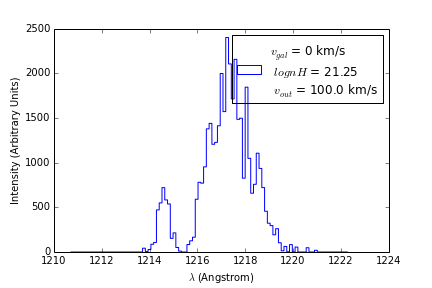 2500
2000
1500
1000
500
0
Intensity (Arbitrary Units)
v_gal = 0 km/s
lognH = 21.25
v_out = 100.0 km/s
1210 1212 1214 1216 1218 1220 1222 1224
λ (Angstrom)